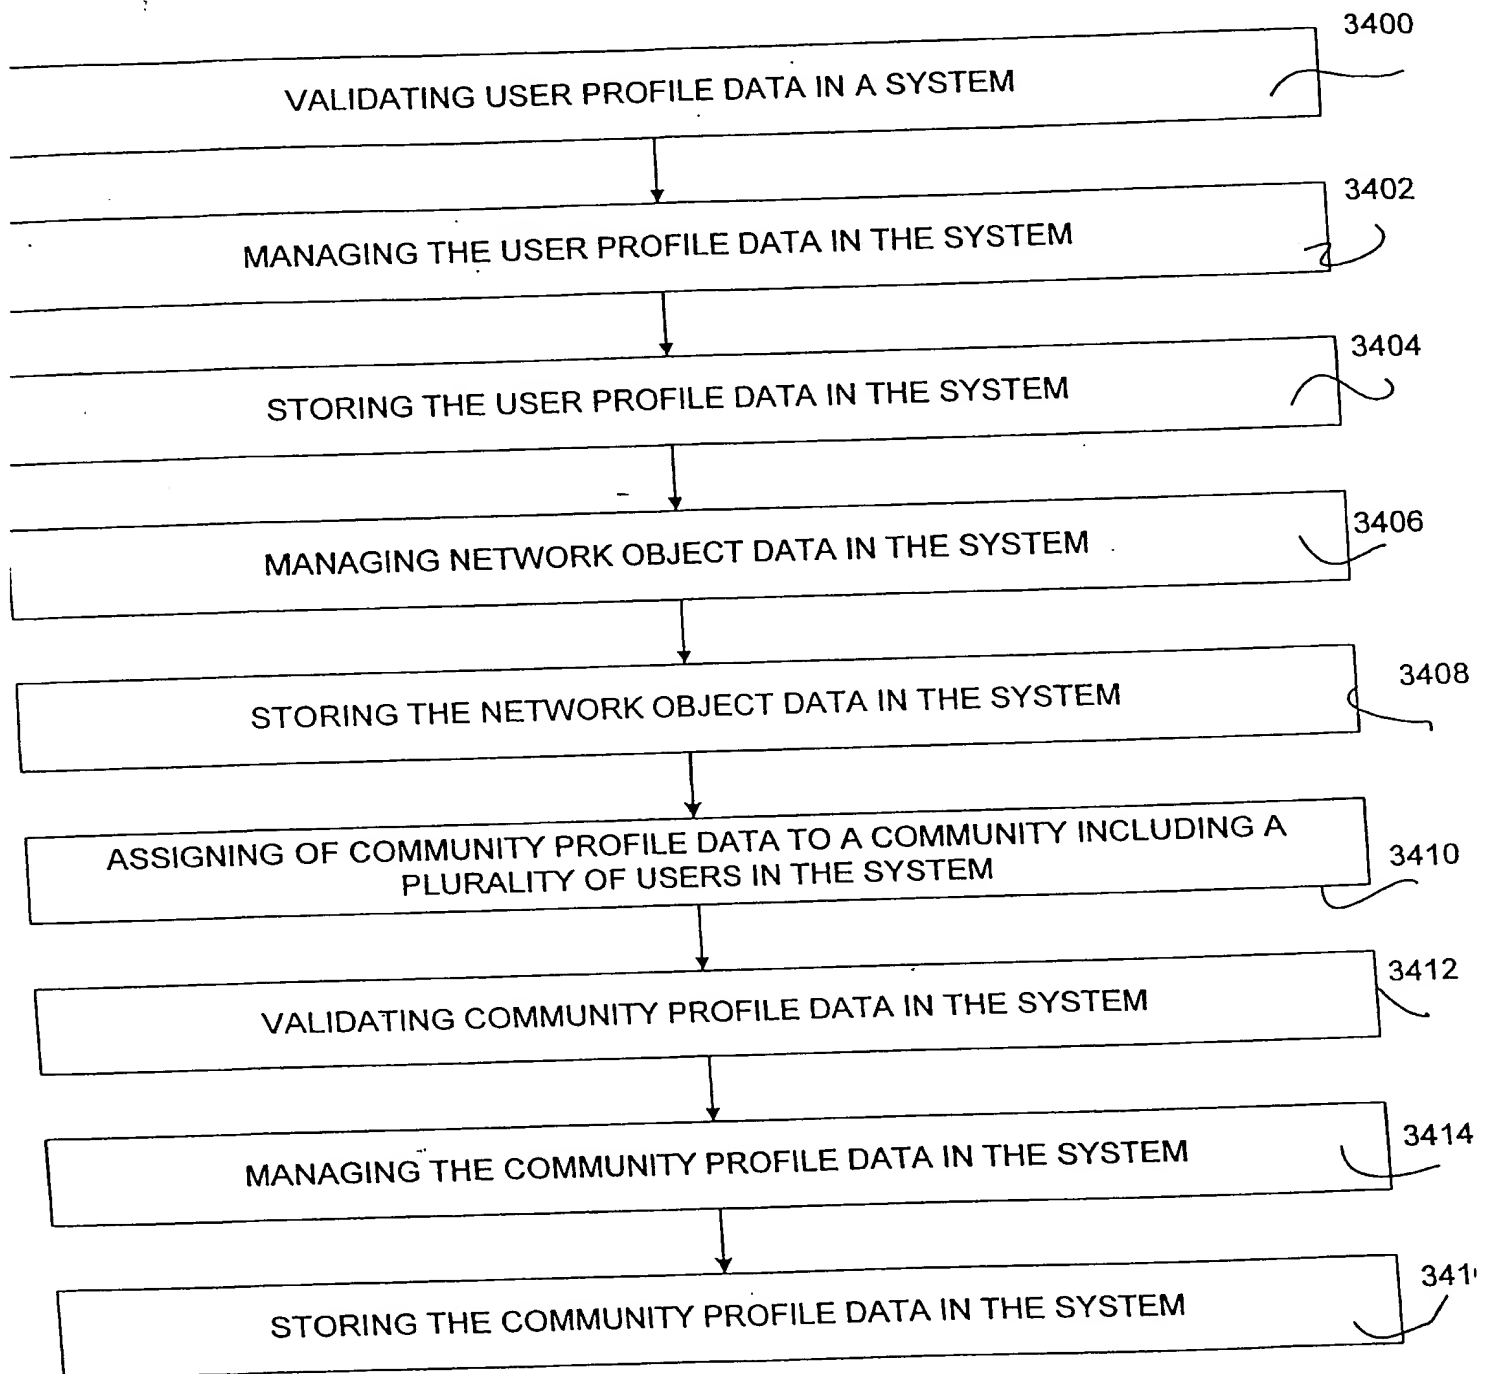 3400
VALIDATING USER PROFILE DATA IN A SYSTEM
3402
MANAGING THE USER PROFILE DATA IN THE SYSTEM
3404
STORING THE USER PROFILE DATA IN THE SYSTEM
3406
MANAGING NETWORK OBJECT DATA IN THE SYSTEM
3408
STORING THE NETWORK OBJECT DATA IN THE SYSTEM
ASSIGNING OF COMMUNITY PROFILE DATA TO A COMMUNITY INCLUDING A
PLURALITY OF USERS IN THE SYSTEM
3410
3412
VALIDATING COMMUNITY PROFILE DATA IN THE SYSTEM
3414
MANAGING THE COMMUNITY PROFILE DATA IN THE SYSTEM
STORING THE COMMUNITY PROFILE DATA IN THE SYSTEM